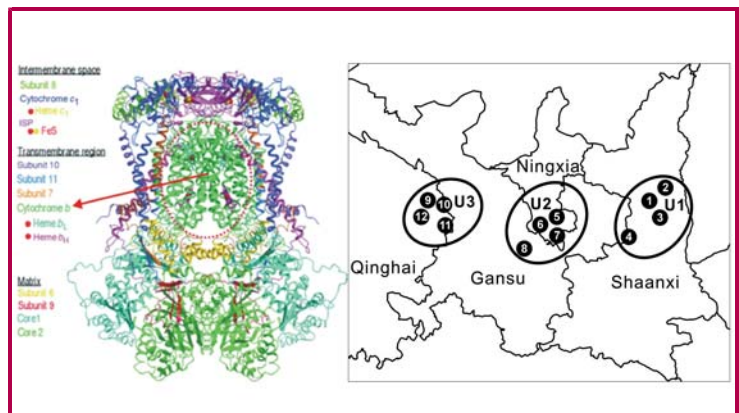 Intermembrane space
Subunit 8
Cytochrome c1
Heme c1
ISP
FeS
Transmembrane region
Subunit 10
Subunit 11
Subunit 7
Cytochrome b
Heme bL
Heme bH
Matrix
Subunit 6
Subunit 9
Core1
Core 2
Ningxia
2
9 10 U3
U2 5
1 U1
12 11
6 7
3
8
4
Qinghai
Gansu
Shaanxi